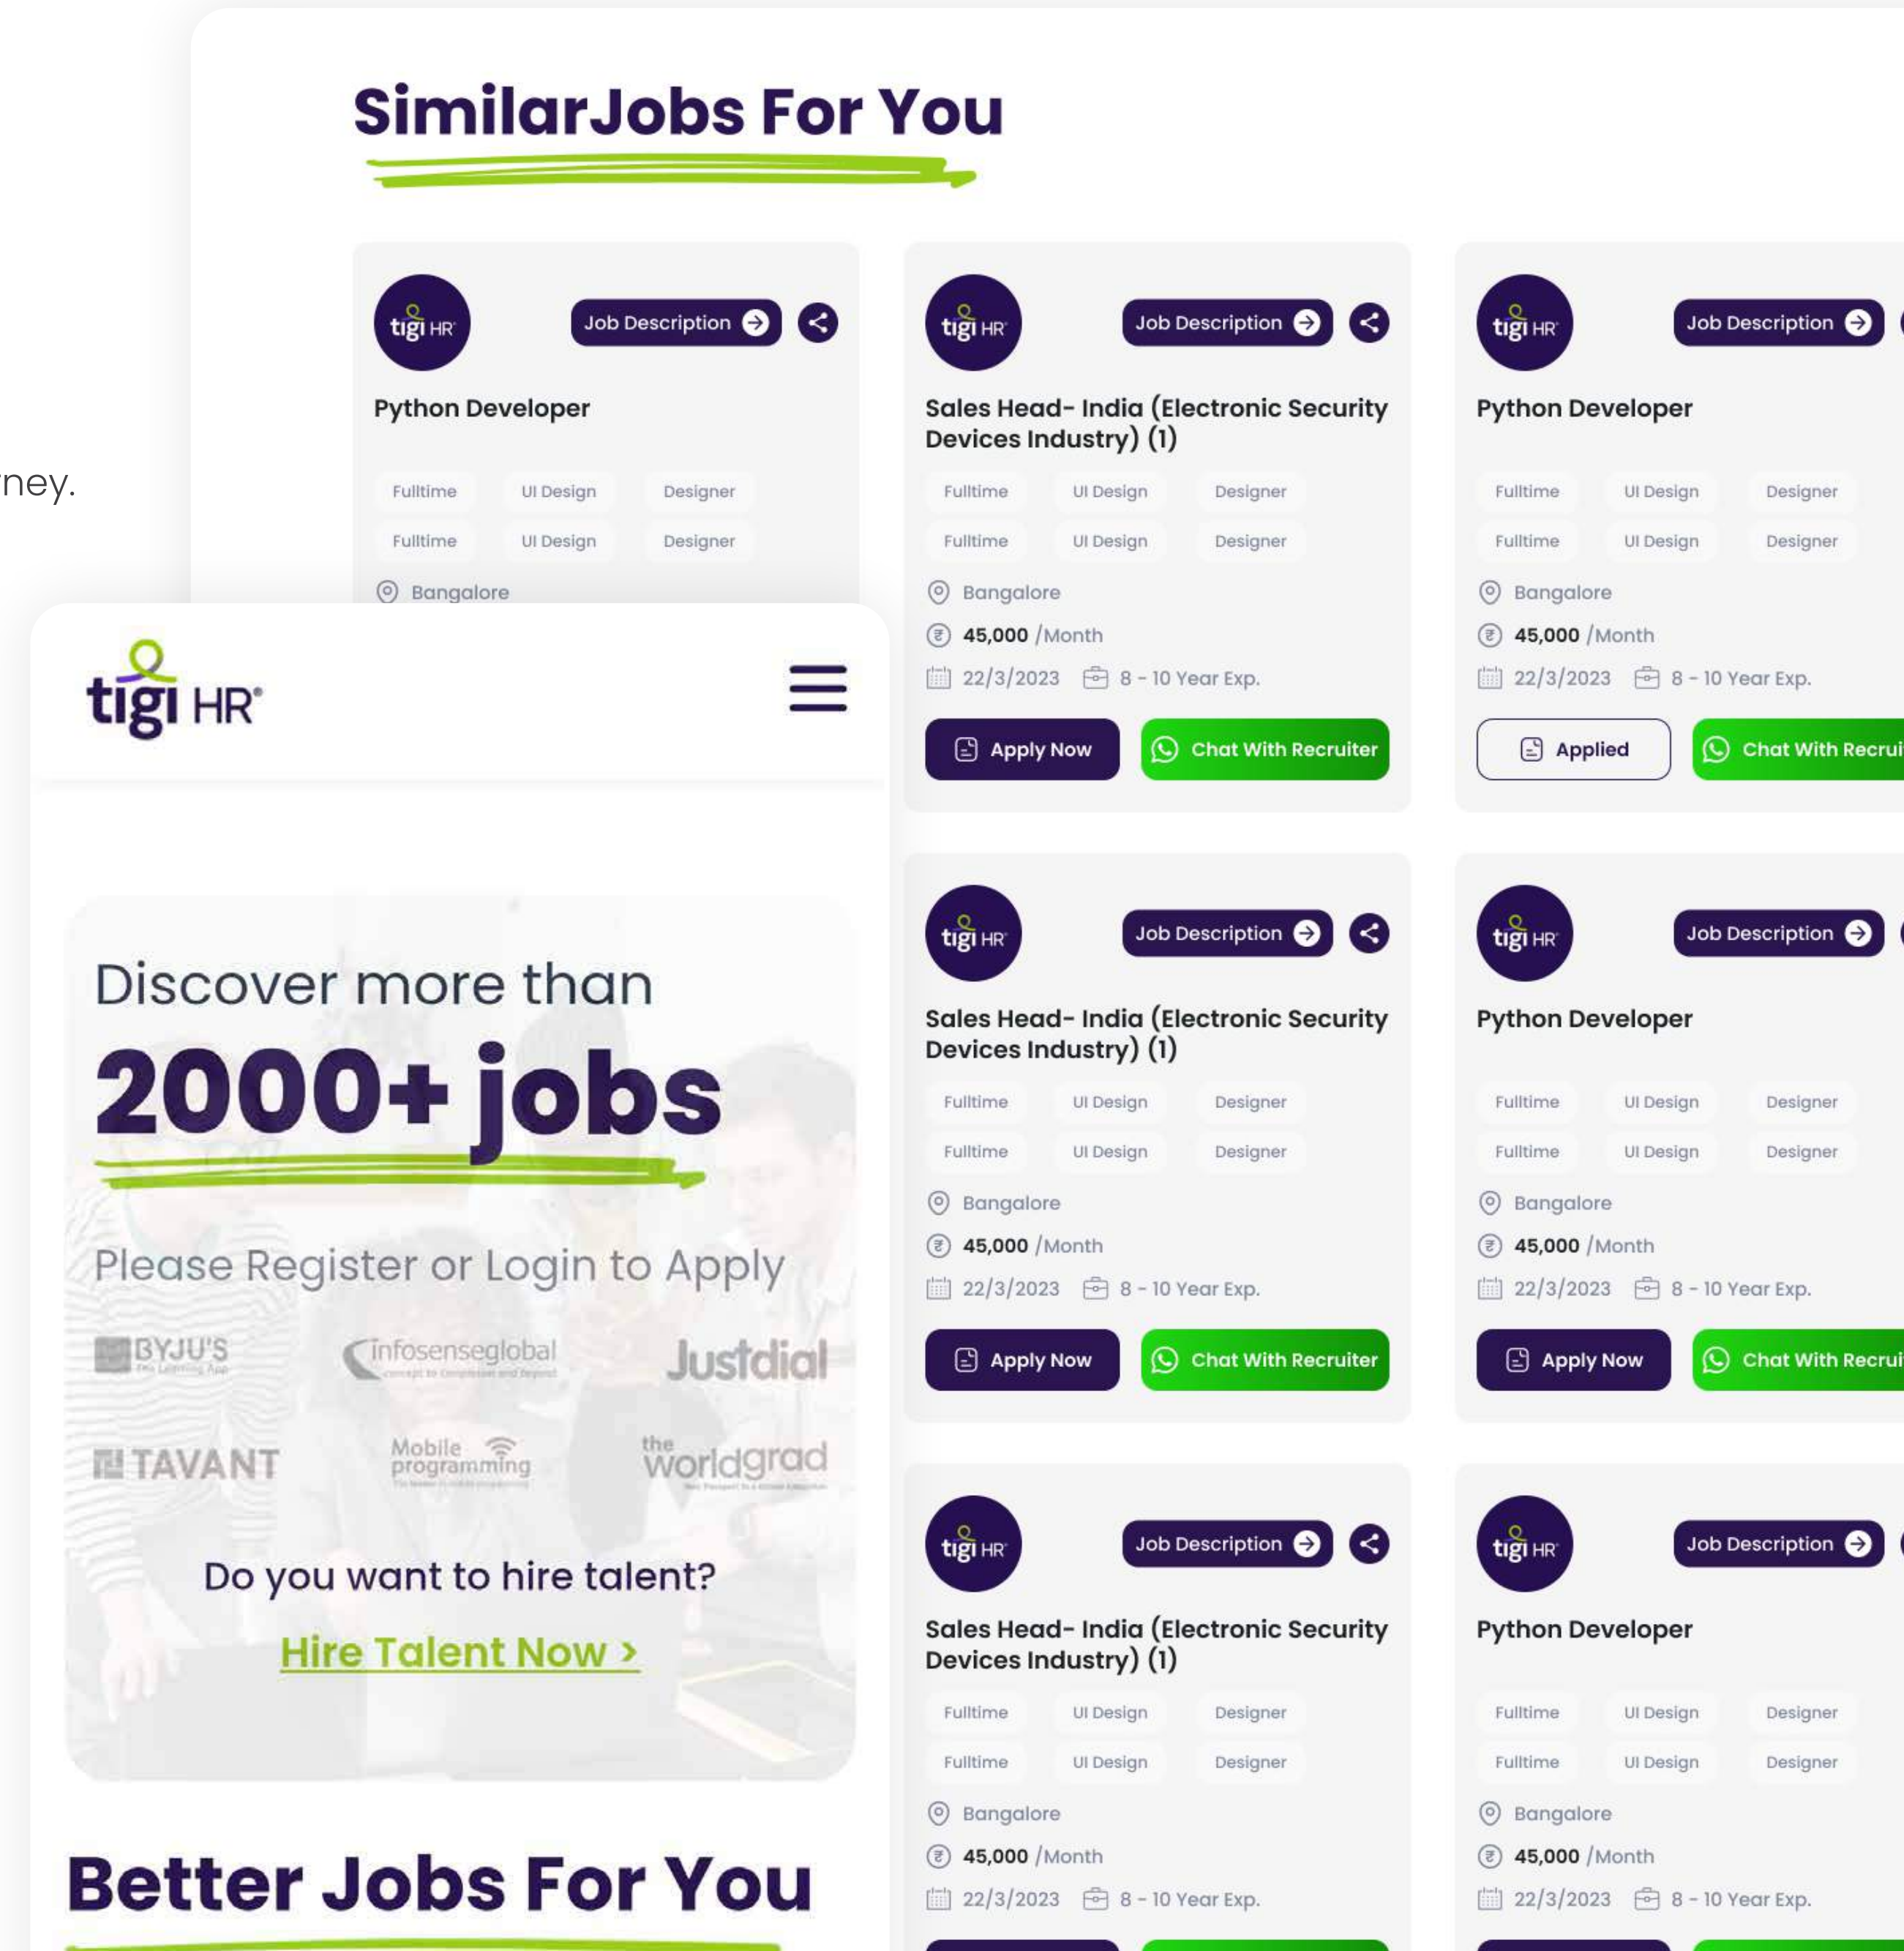 SimilarJobs For You
tigi HR
Job Description
tigi HR
Job Description
tigi HR
Job Description
Python Developer
Sales Head- India (Electronic Security
Devices Industry) (1)
Python Developer
ney.
Fulltime UI Design Designer
Fulltime UI Design Designer
Fulltime UI Design Designer
Fulltime UI Design Designer
Fulltime UI Design Designer
Fulltime UI Design Designer
Bangalore
Bangalore
₹ 45,000 /Month
22/3/2023 8 - 10 Year Exp.
Apply Now Chat With Recruiter
Bangalore
₹ 45,000 /Month
22/3/2023 8 - 10 Year Exp.
Applied Chat With Recrui
tigi HR®
Discover more than
2000+ jobs
Please Register or Login to Apply
BYJU'S
The Learning App
infosenseglobal
Justdial
TAVANT
Mobile
programming
the
worldgrad
Do you want to hire talent?
Hire Talent Now >
Better Jobs For You
tigi HR
Job Description
Sales Head- India (Electronic Security
Devices Industry) (1)
Fulltime UI Design Designer
Fulltime UI Design Designer
Bangalore
₹ 45,000 /Month
22/3/2023 8 - 10 Year Exp.
Apply Now Chat With Recruiter
tigi HR
Job Description
Python Developer
Fulltime UI Design Designer
Fulltime UI Design Designer
Bangalore
₹ 45,000 /Month
22/3/2023 8 - 10 Year Exp.
Apply Now Chat With Recrui
tigi HR
Job Description
Sales Head- India (Electronic Security
Devices Industry) (1)
Fulltime UI Design Designer
Fulltime UI Design Designer
Bangalore
₹ 45,000 /Month
22/3/2023 8 - 10 Year Exp.
tigi HR
Job Description
Python Developer
Fulltime UI Design Designer
Fulltime UI Design Designer
Bangalore
₹ 45,000 /Month
22/3/2023 8 - 10 Year Exp.